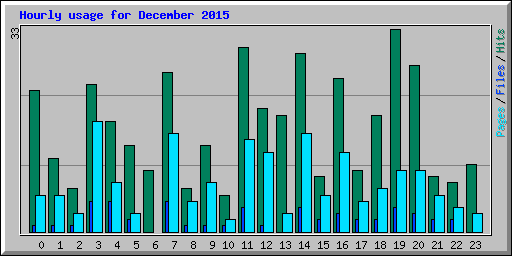 Hourly usage for December 2015
33
Pages / Files / Hits
0 1 2 3 4 5 6 7 8 9 10 11 12 13 14 15 16 17 18 19 20 21 22 23